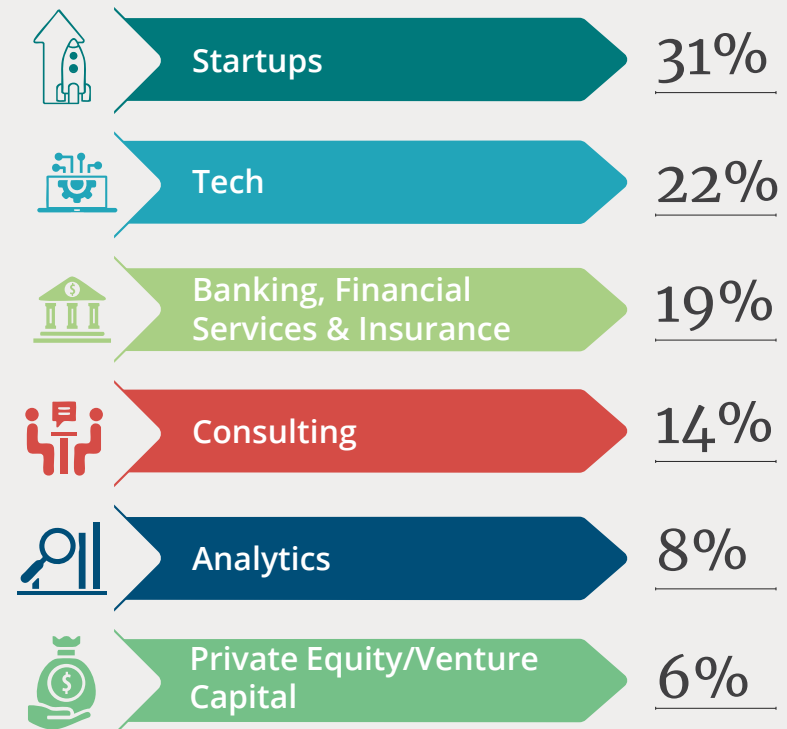 Startups 31%
Tech 22%
Banking, Financial
Services & Insurance 19%
Consulting 14%
Analytics 8%
Private Equity/Venture
Capital 6%
$
$